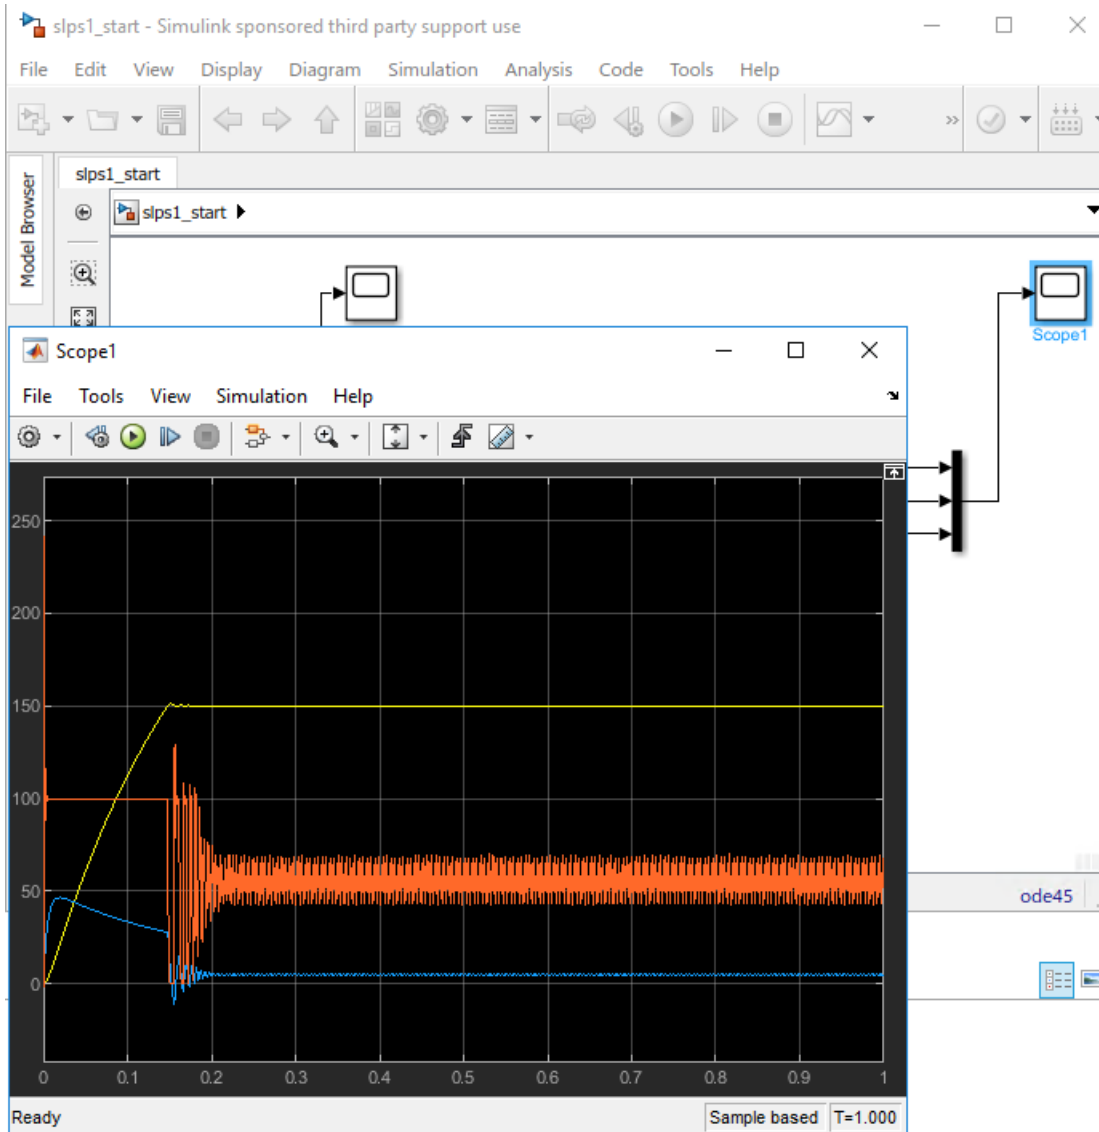 slps1_start - Simulink sponsored third party support use
File Edit View Display Diagram Simulation Analysis Code Tools Help
»
Model Browser
slps1_start
slps1_start
Scope1
Scope1
File Tools View Simulation Help
250
200
150
100
50
0
0 0.1 0.2 0.3 0.4 0.5 0.6 0.7 0.8 0.9 1
ode45
Ready Sample based T=1.000